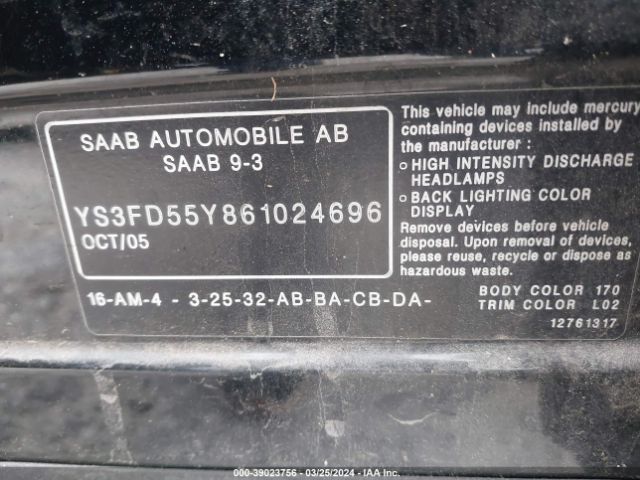 SAAB AUTOMOBILE AB
SAAB 9-3
YS3FD55Y861024696
OCT/05
16-AM-4 - 3-25-32-AB-BA-CB-DA-
This vehicle may include mercury
containing devices installed by
the manufacturer :
o HIGH INTENSITY DISCHARGE
HEADLAMPS
o BACK LIGHTING COLOR
DISPLAY
Remove devices before vehicle
disposal. Upon removal of devices,
please reuse, recycle or dispose as
hazardous waste.
BODY COLOR 170
TRIM COLOR L02
12761317
000-39023756 - 03/25/2024 - IAA Inc.